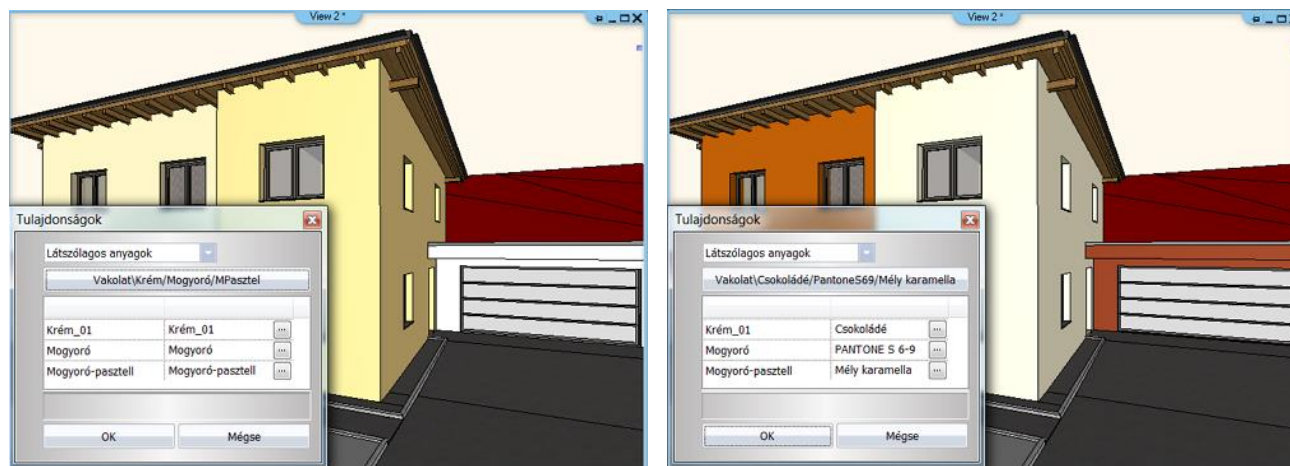 View 2 *
Tulajdonságok
Látszólagos anyagok
Vakolat\Krém/Mogyoró/MPasztel
Krém_01 Krém_01 ...
Mogyoró Mogyoró ...
Mogyoró-pasztell Mogyoró-pasztell ...
OK Mégse
View 2 *
Tulajdonságok
Látszólagos anyagok
Vakolat\Csokoládé/PantoneS69/Mély karamella
Krém_01 Csokoládé ...
Mogyoró PANTONE S 6-9 ...
Mogyoró-pasztell Mély karamella ...
OK Mégse